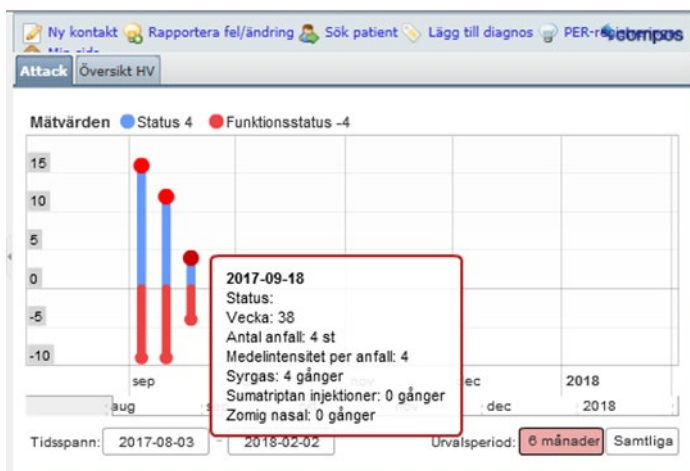 Ny kontakt Rapportera fel/ändring Sök patient Lägg till diagnos PER-
compos
Attack Översikt HV
Mätvärden Status 4 Funktionsstatus -4
15
10
5
0
-5
-10
2017-09-18
Status:
Vecka: 38
Antal anfall: 4 st
Medelintensitet per anfall: 4
Syrgas: 4 gånger
Sumatriptan injektioner: 0 gånger
Zomig nasal: 0 gånger
sep nov 2018
aug nov dec 2018
Tidsspann: 2017-08-03 - 2018-02-02 Urvalsperiod: 6 månader Samtliga